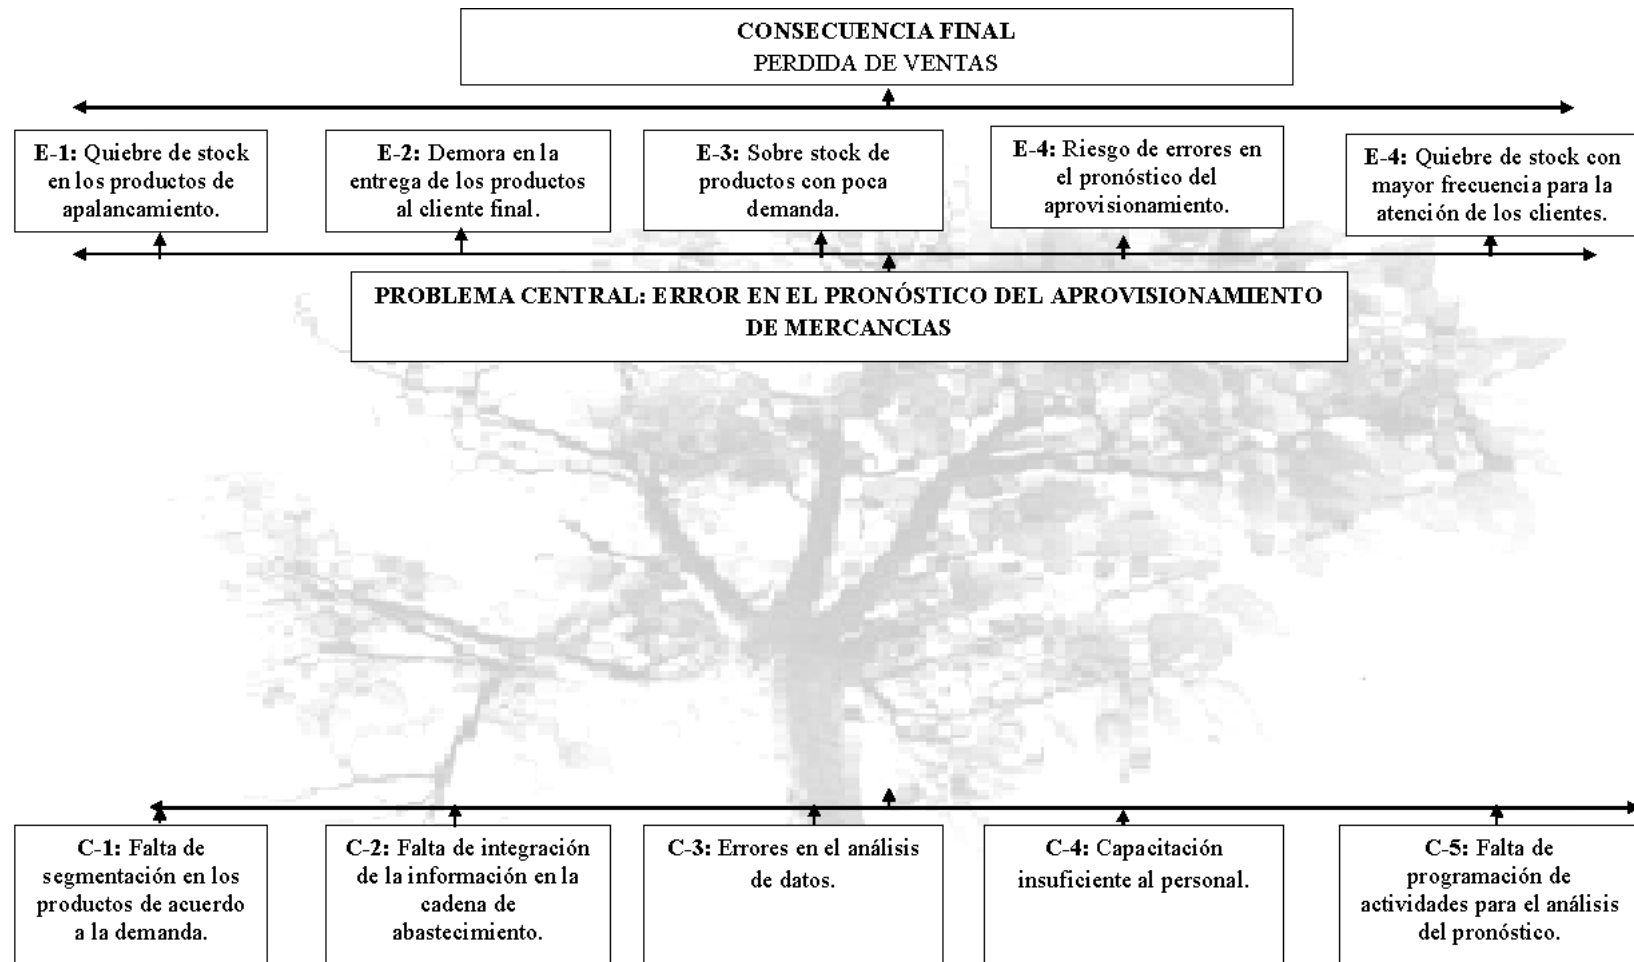 CONSECUENCIA FINAL
PERDIDA DE VENTAS
E-1: Quiebre de stock
en los productos de
apalancamiento.
E-2: Demora en la
entrega de los productos
al cliente final.
E-3: Sobre stock de
productos con poca
demanda.
E-4: Riesgo de errores en
el pronóstico del
aprovisionamiento.
E-4: Quiebre de stock con
mayor frecuencia para la
atención de los clientes.
PROBLEMA CENTRAL: ERROR EN EL PRONÓSTICO DEL APROVISIONAMIENTO
DE MERCANCIAS
C-1: Falta de
segmentación en los
productos de acuerdo
a la demanda.
C-2: Falta de integración
de la información en la
cadena de
abastecimiento.
C-3: Errores en el análisis
de datos.
C-4: Capacitación
insuficiente al personal.
C-5: Falta de
programación de
actividades para el análisis
del pronóstico.